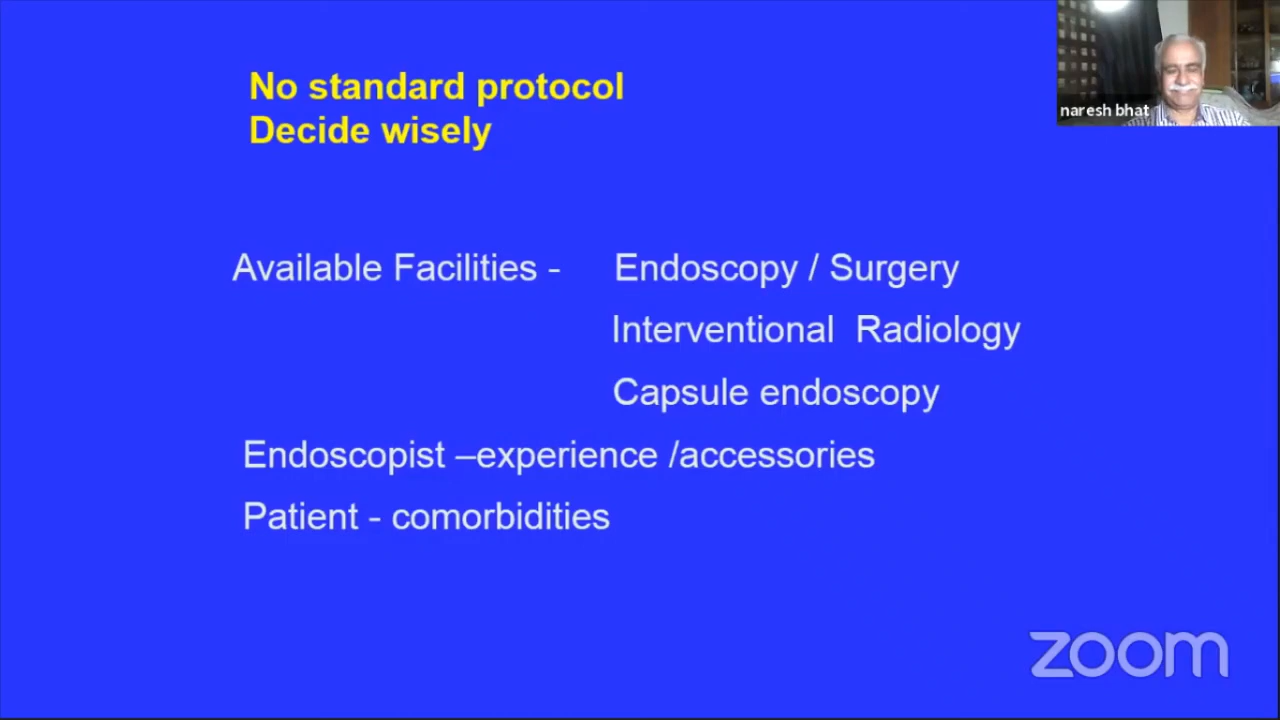 No standard protocol
Decide wisely
naresh bhat
Available Facilities - Endoscopy / Surgery
Interventional Radiology
Capsule endoscopy
Endoscopist –experience /accessories
Patient - comorbidities
zoom